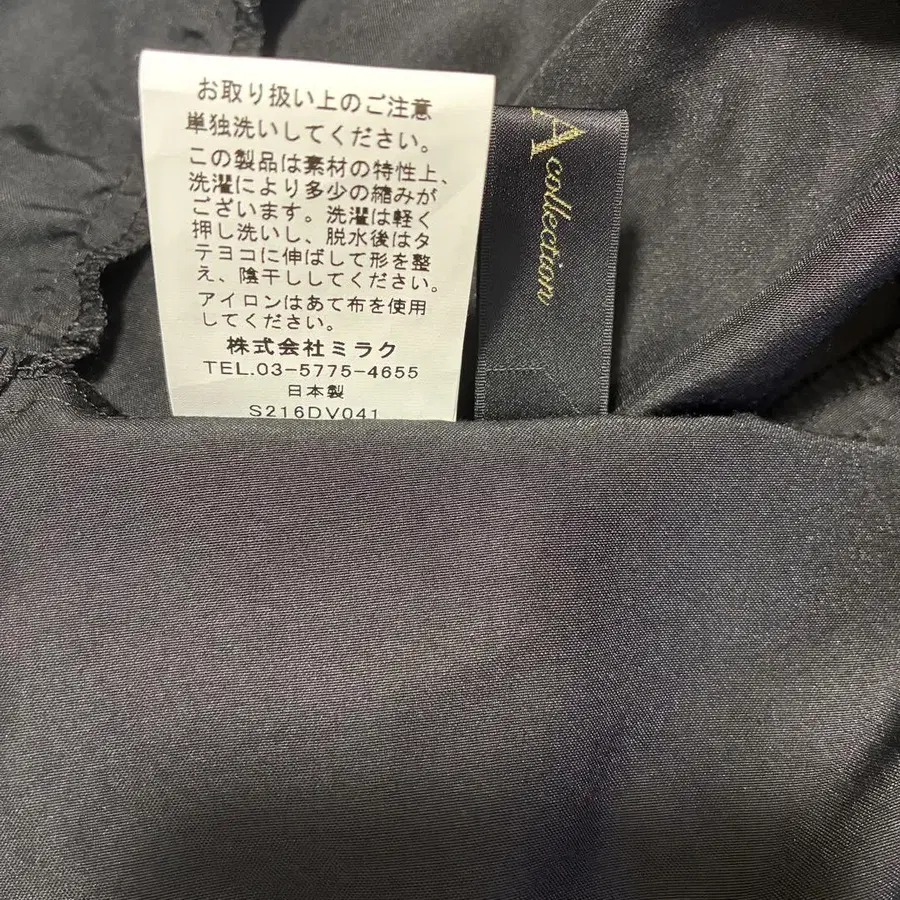 お取り扱い上のご注意
単独洗いしてください。
この製品は素材の特性上、
洗濯により多少の縮みが
ございます。洗濯は軽く
押し洗いし、脱水後はタ
テヨコに伸ばして形を整
え、陰干ししてください。
アイロンはあて布を使用
してください。
株式会社ミラク
TEL.03-5775-4655
日本製
S216DV041
A collection